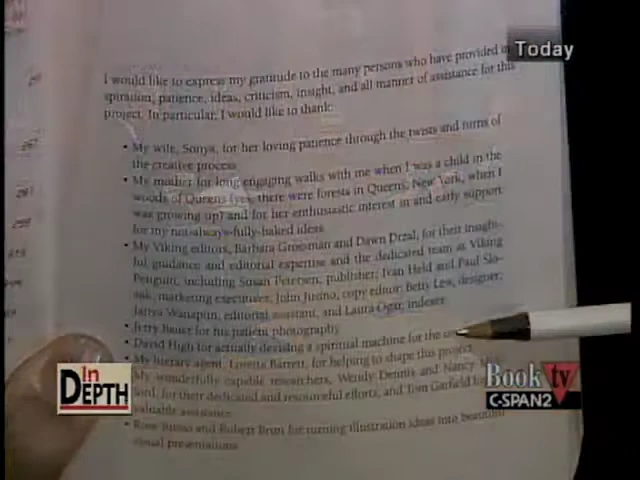 Today
I would like to express my gratitude to the many persons who have provided in-
spiration, patience, ideas, criticism, insight, and all manner of assistance for this
project. In particular, I would like to thank:
• My wife, Sonya, for her loving patience through the twists and turns of
the creative process
• My mother for long engaging walks with me when I was a child in the
woods of Queens (yes, there were forests in Queens, New York, when I
was growing up) and for her enthusiastic interest in and early support
for my not-always-fully-baked ideas
• My Viking editors, Barbara Grossman and Dawn Drzal, for their insight-
ful guidance and editorial expertise and the dedicated team at Viking
Penguin, including Susan Petersen, publisher; Ivan Held and Paul Slo-
vak, marketing executives; John Jusino, copy editor; Betty Lew, designer;
Jariya Wanapun, editorial assistant, and Laura Ogar, indexer
• Jerry Bauer for his patient photography
• David High for actually devising a spiritual machine for the
• My literary agent, Loretta Barrett, for helping to shape this project
• My wonderfully capable researchers, Wendy Dennis and Nancy
for their dedicated and resourceful efforts, and Tom Garfield
valuable assistance
• Rose Russo and Robert Brun for turning illustration ideas into beautiful
visual presentations
In
DEPTH
Book tv
C-SPAN2